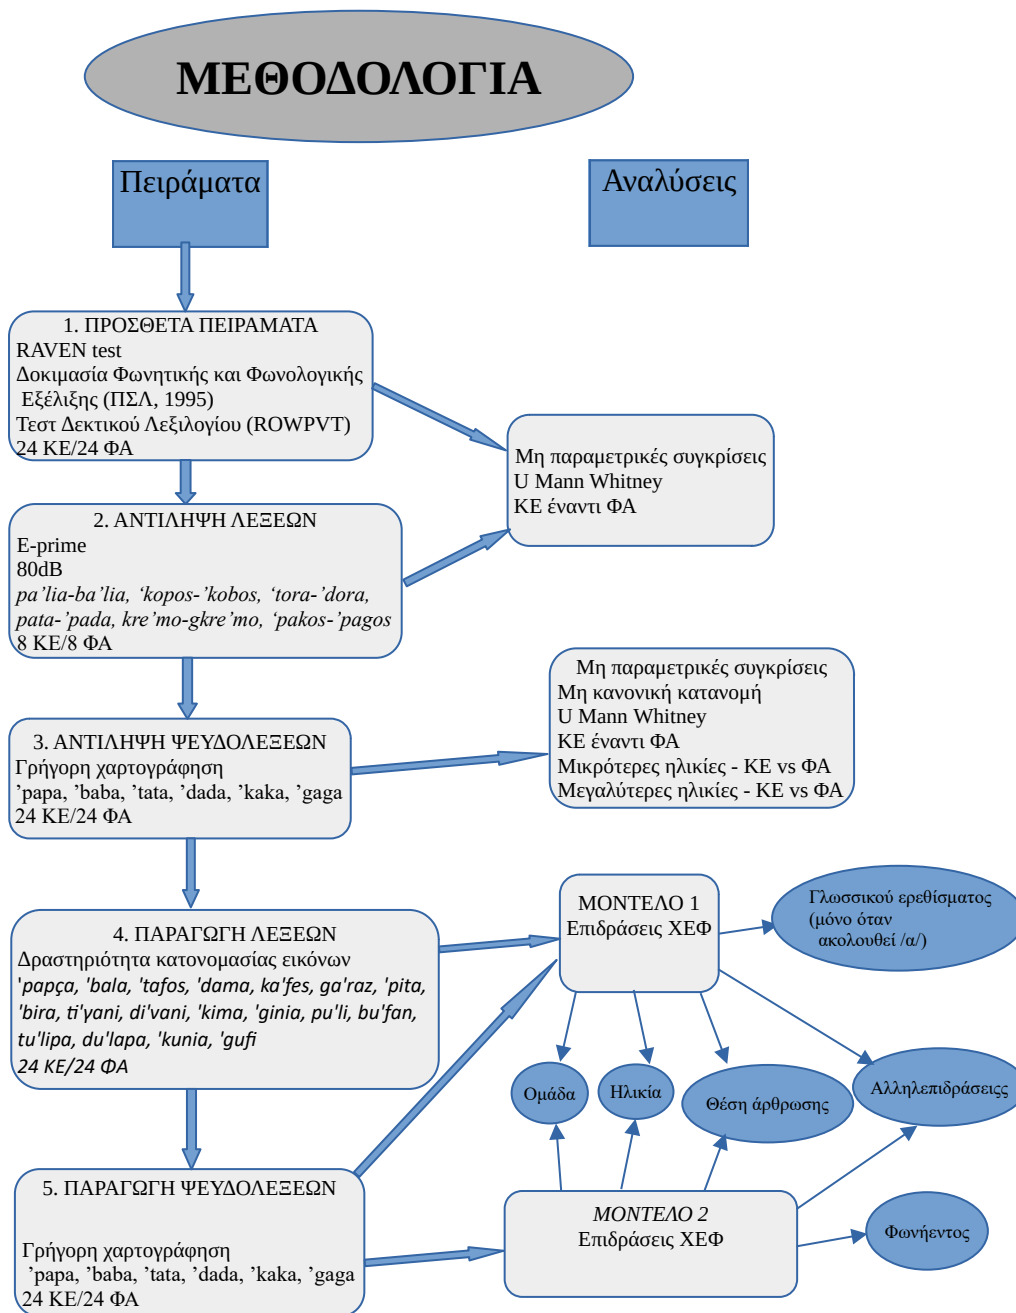 ΜΕΘΟΔΟΛΟΓΙΑ
Πειράματα
Αναλύσεις
1. ΠΡΟΣΘΕΤΑ ΠΕΙΡΑΜΑΤΑ
RAVEN test
Δοκιμασία Φωνητικής και Φωνολογικής
Εξέλιξης (ΠΣΛ, 1995)
Τεστ Δεκτικού Λεξιλογίου (ROWPVT)
24 ΚΕ/24 ΦΑ
Μη παραμετρικές συγκρίσεις
U Mann Whitney
ΚΕ έναντι ΦΑ
2. ΑΝΤΙΛΗΨΗ ΛΕΞΕΩΝ
E-prime
80dB
pa’lia-ba’lia, ‘kopos-’kobos, ‘tora-’dora,
pata-’pada, kre’mo-gkre’mo, ‘pakos-’pagos
8 ΚΕ/8 ΦΑ
Μη παραμετρικές συγκρίσεις
Μη κανονική κατανομή
U Mann Whitney
ΚΕ έναντι ΦΑ
Μικρότερες ηλικίες - ΚΕ vs ΦΑ
Μεγαλύτερες ηλικίες - ΚΕ vs ΦΑ
3. ΑΝΤΙΛΗΨΗ ΨΕΥΔΟΛΕΞΕΩΝ
Γρήγορη χαρτογράφηση
’papa, ’baba, ’tata, ’dada, ’kaka, ’gaga
24 ΚΕ/24 ΦΑ
4. ΠΑΡΑΓΩΓΗ ΛΕΞΕΩΝ
Δραστηριότητα κατονομασίας εικόνων
'papça, 'bala, 'tafos, 'dama, ka'fes, ga'raz, 'pita,
'bira, ti'γani, di'vani, 'kima, 'ginia, pu'li, bu'fan,
tu'lipa, du'lapa, 'kunia, 'gufi
24 ΚΕ/24 ΦΑ
ΜΟΝΤΕΛΟ 1
Επιδράσεις ΧΕΦ
Γλωσσικού ερεθίσματος
(μόνο όταν
ακολουθεί /α/)
Ομάδα
Ηλικία
Θέση άρθρωσης
Αλληλεπιδράσειςς
5. ΠΑΡΑΓΩΓΗ ΨΕΥΔΟΛΕΞΕΩΝ
Γρήγορη χαρτογράφηση
’papa, ’baba, ’tata, ’dada, ’kaka, ’gaga
24 ΚΕ/24 ΦΑ
ΜΟΝΤΕΛΟ 2
Επιδράσεις ΧΕΦ
Φωνήεντος